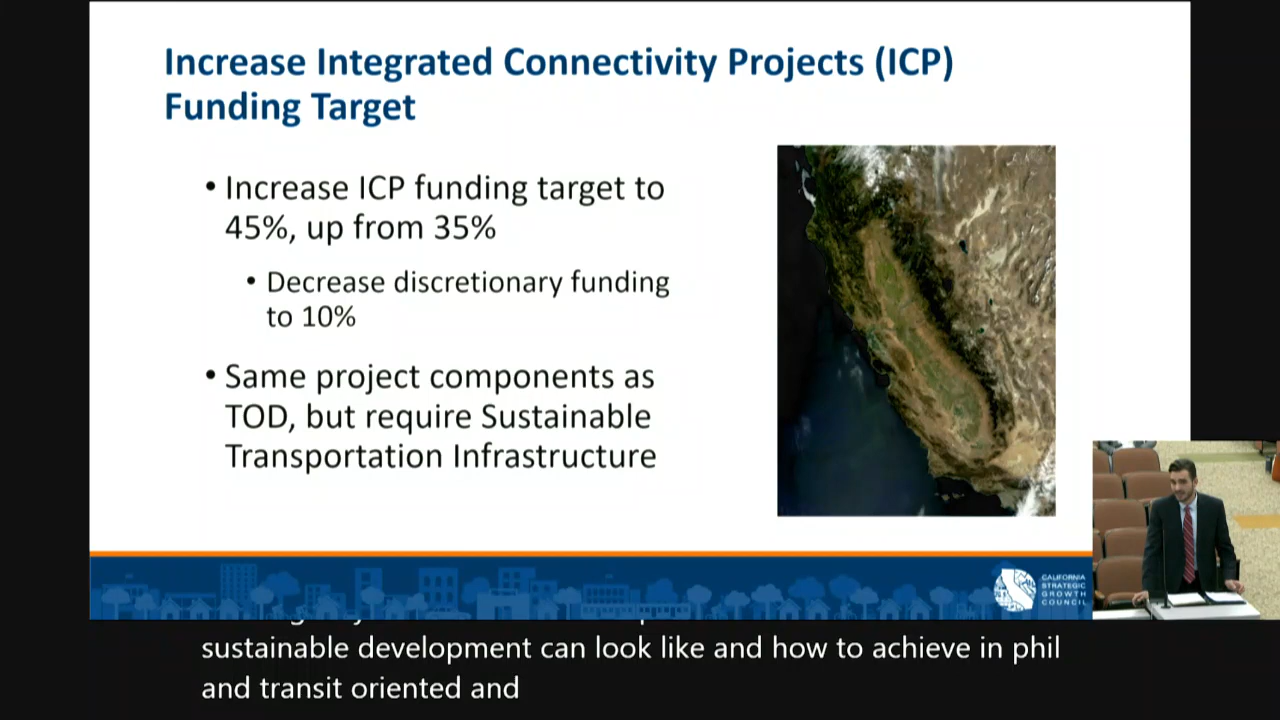 Increase Integrated Connectivity Projects (ICP)
Funding Target
• Increase ICP funding target to
45%, up from 35%
• Decrease discretionary funding
to 10%
• Same project components as
TOD, but require Sustainable
Transportation Infrastructure
CALIFORNIA
STRATEGIC
GROWTH
COUNCIL
sustainable development can look like and how to achieve in phil
and transit oriented and